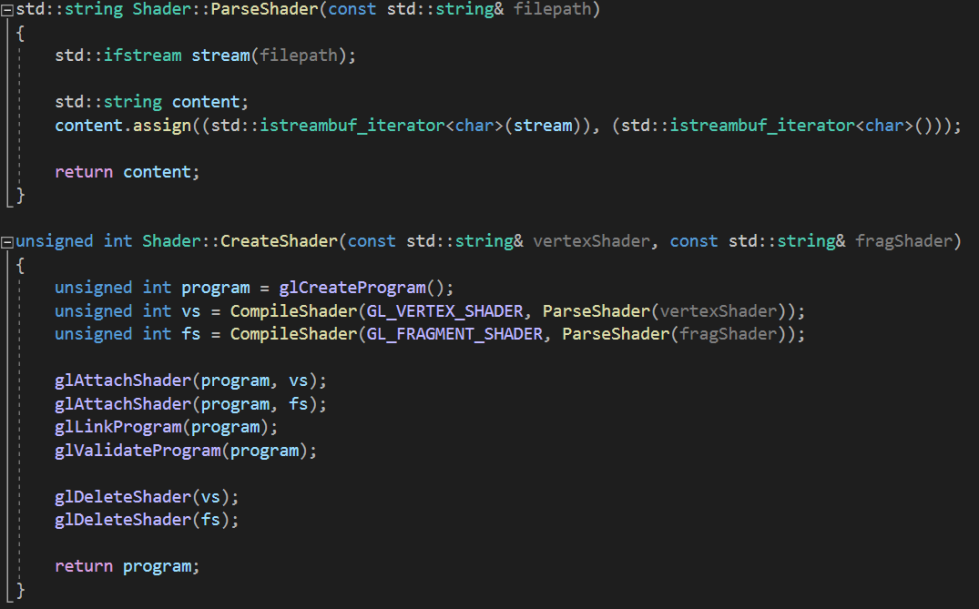 std::string Shader::ParseShader(const std::string& filepath)
{
    std::ifstream stream(filepath);

    std::string content;
    content.assign((std::istreambuf_iterator<char>(stream)), (std::istreambuf_iterator<char>()));

    return content;
}

unsigned int Shader::CreateShader(const std::string& vertexShader, const std::string& fragShader)
{
    unsigned int program = glCreateProgram();
    unsigned int vs = CompileShader(GL_VERTEX_SHADER, ParseShader(vertexShader));
    unsigned int fs = CompileShader(GL_FRAGMENT_SHADER, ParseShader(fragShader));

    glAttachShader(program, vs);
    glAttachShader(program, fs);
    glLinkProgram(program);
    glValidateProgram(program);

    glDeleteShader(vs);
    glDeleteShader(fs);

    return program;
}